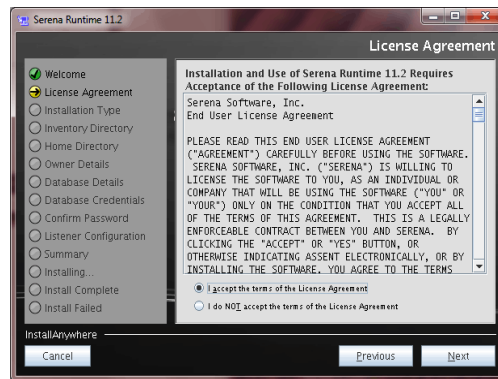 Serena Runtime 11.2
License Agreement
Welcome
License Agreement
Installation Type
Inventory Directory
Home Directory
Owner Details
Database Details
Database Credentials
Confirm Password
Listener Configuration
Summary
Installing...
Install Complete
Install Failed
Installation and Use of Serena Runtime 11.2 Requires
Acceptance of the Following License Agreement:
Serena Software, Inc.
End User License Agreement
PLEASE READ THIS END USER LICENSE AGREEMENT
("AGREEMENT") CAREFULLY BEFORE USING THE SOFTWARE.
SERENA SOFTWARE, INC. ("SERENA") IS WILLING TO
LICENSE THE SOFTWARE TO YOU, AS AN INDIVIDUAL OR
COMPANY THAT WILL BE USING THE SOFTWARE ("YOU" OR
"YOUR") ONLY ON THE CONDITION THAT YOU ACCEPT ALL
OF THE TERMS OF THIS AGREEMENT. THIS IS A LEGALLY
ENFORCEABLE CONTRACT BETWEEN YOU AND SERENA. BY
CLICKING THE "ACCEPT" OR "YES" BUTTON, OR
OTHERWISE INDICATING ASSENT ELECTRONICALLY, OR BY
INSTALLING THE SOFTWARE, YOU AGREE TO THE TERMS
I accept the terms of the License Agreement
I do NOT accept the terms of the License Agreement
InstallAnywhere
Cancel
Previous
Next